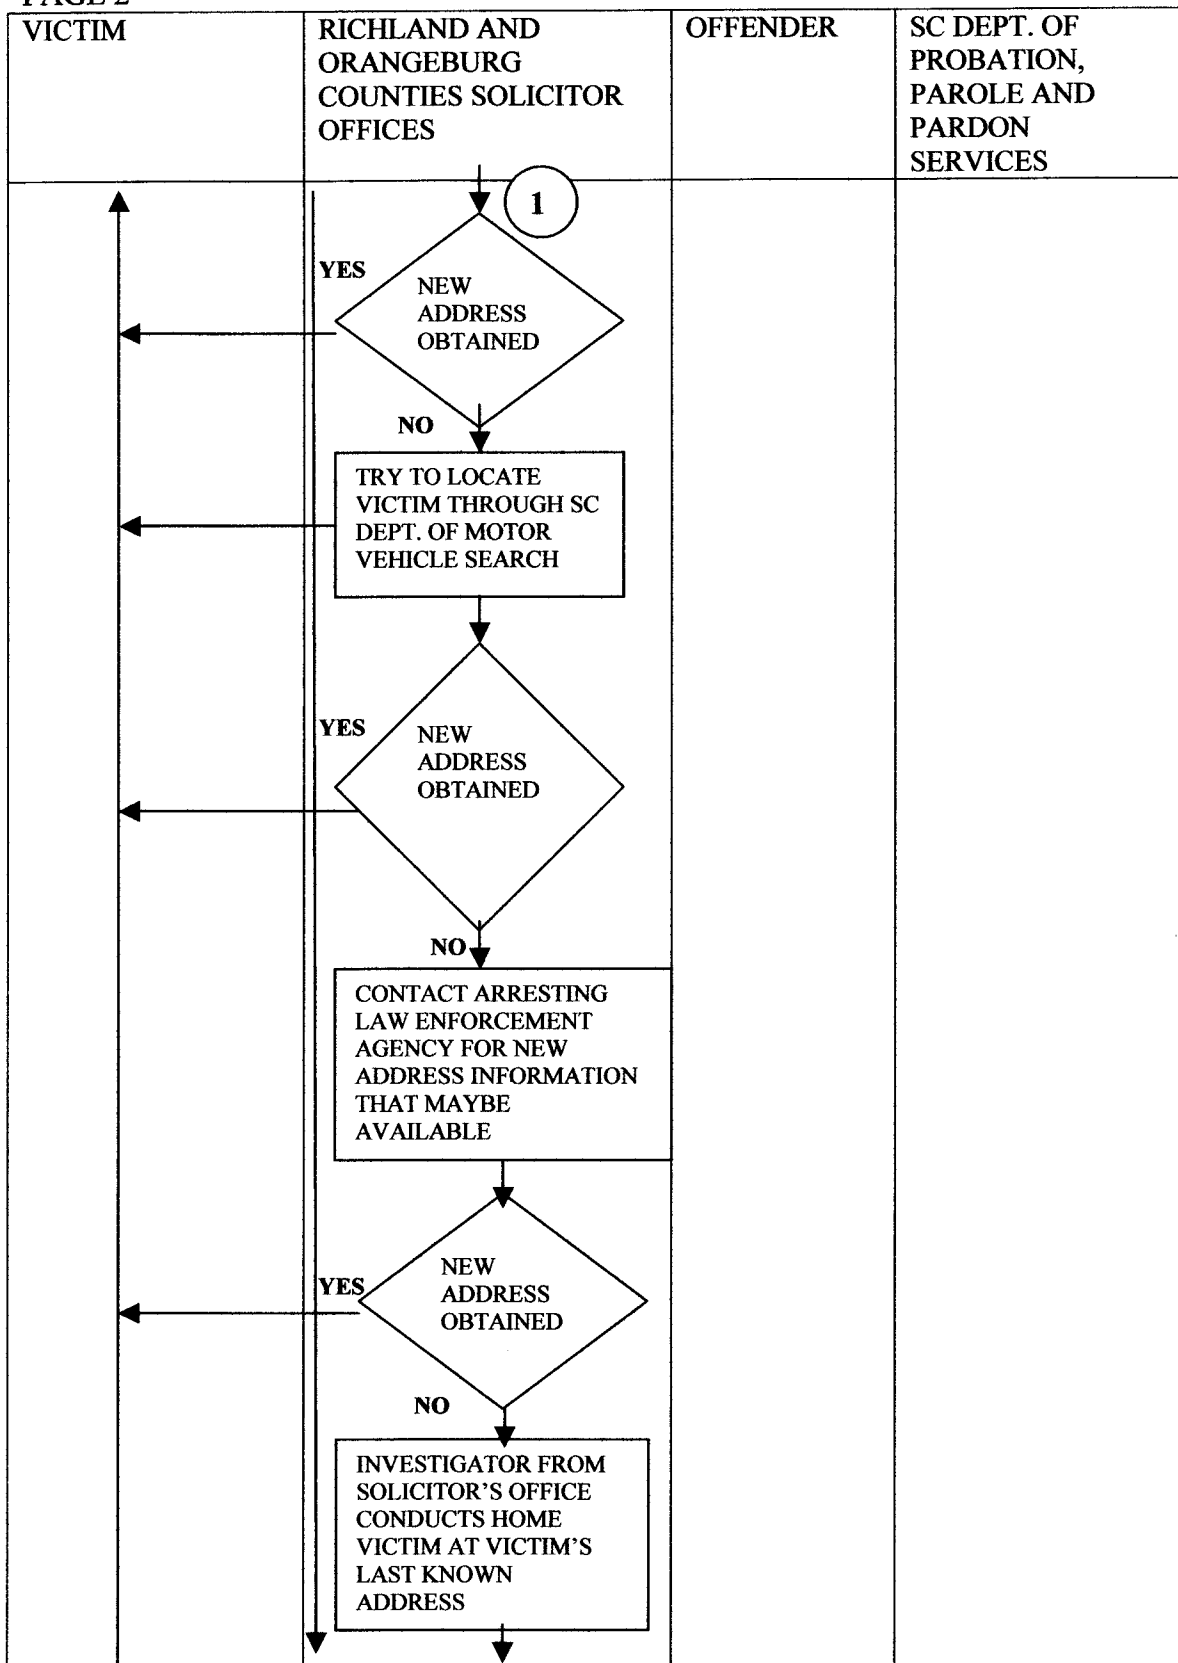 PAGE 2
VICTIM
RICHLAND AND
ORANGEBURG
COUNTIES SOLICITOR
OFFICES
OFFENDER
SC DEPT. OF
PROBATION,
PAROLE AND
PARDON
SERVICES
1
YES
NEW
ADDRESS
OBTAINED
NO
TRY TO LOCATE
VICTIM THROUGH SC
DEPT. OF MOTOR
VEHICLE SEARCH
YES
NEW
ADDRESS
OBTAINED
NO
CONTACT ARRESTING
LAW ENFORCEMENT
AGENCY FOR NEW
ADDRESS INFORMATION
THAT MAYBE
AVAILABLE
YES
NEW
ADDRESS
OBTAINED
NO
INVESTIGATOR FROM
SOLICITOR'S OFFICE
CONDUCTS HOME
VICTIM AT VICTIM'S
LAST KNOWN
ADDRESS